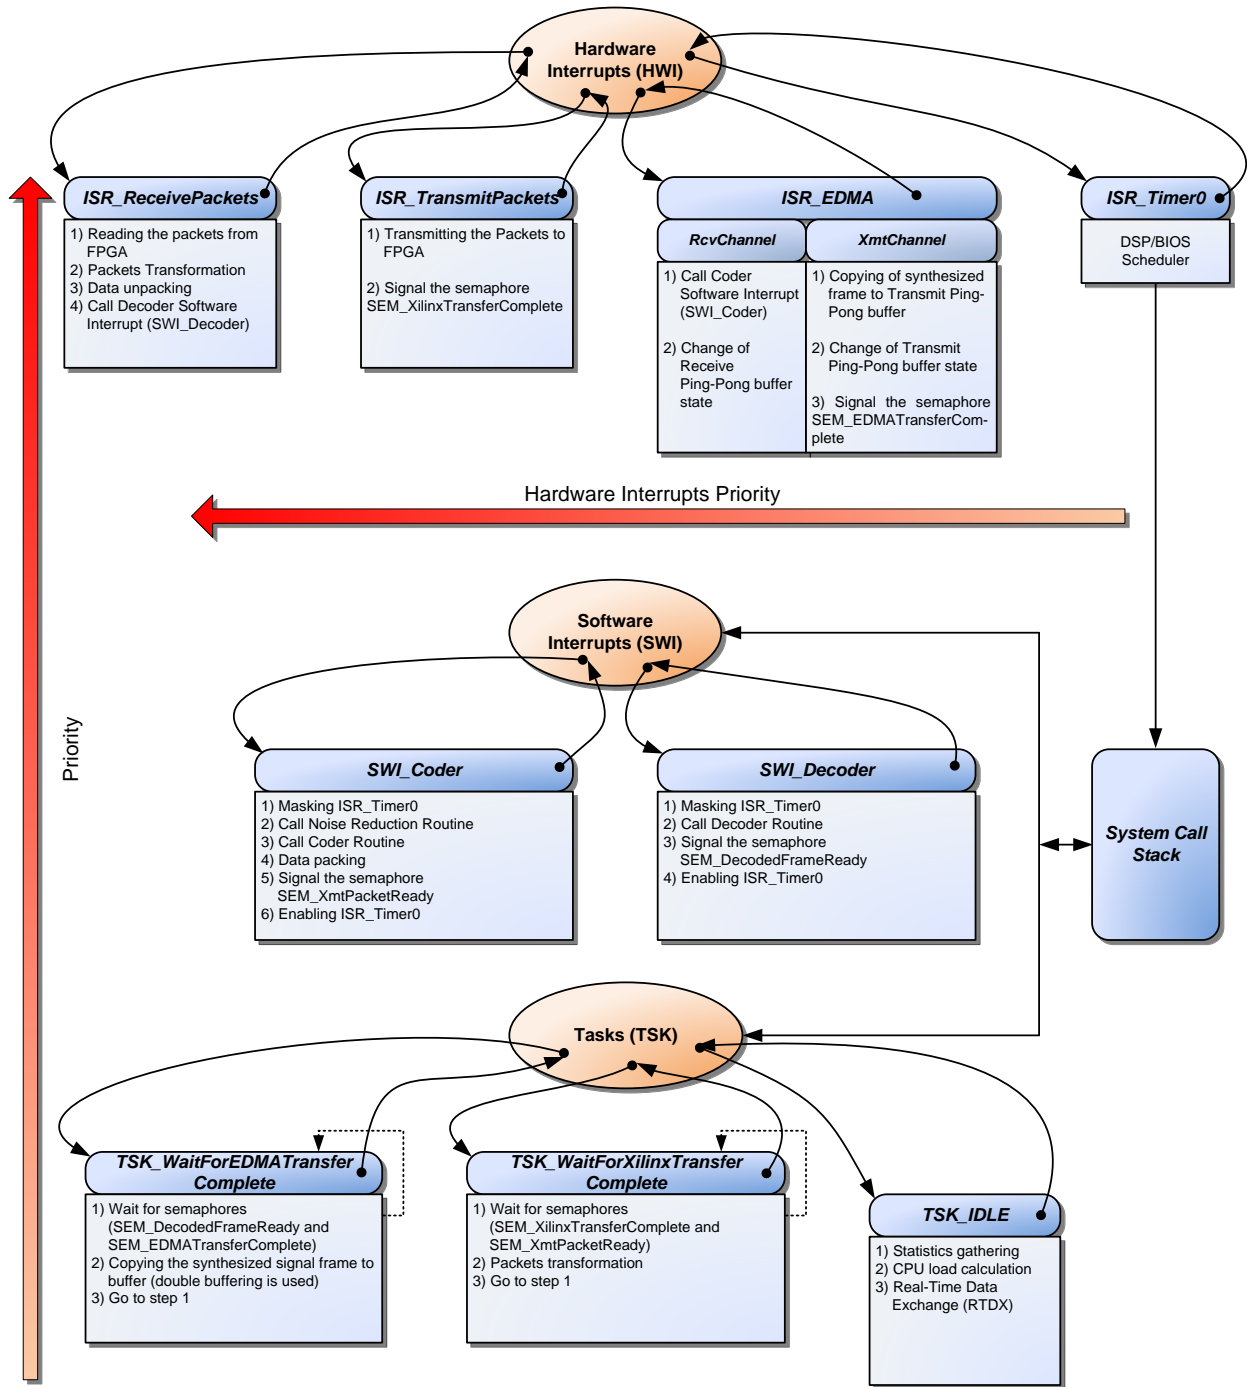 Hardware
Interrupts (HWI)
ISR_ReceivePackets
1) Reading the packets from
FPGA
2) Packets Transformation
3) Data unpacking
4) Call Decoder Software
Interrupt (SWI_Decoder)
ISR_TransmitPackets
1) Transmitting the Packets to
FPGA
2) Signal the semaphore
SEM_XilinxTransferComplete
ISR_EDMA
RcvChannel
1) Call Coder
Software Interrupt
(SWI_Coder)
2) Change of
Receive
Ping-Pong buffer
state
XmtChannel
1) Copying of synthesized
frame to Transmit Ping-
Pong buffer
2) Change of Transmit
Ping-Pong buffer state
3) Signal the semaphore
SEM_EDMATransferCom-
plete
ISR_Timer0
DSP/BIOS
Scheduler
Hardware Interrupts Priority
Priority
Software
Interrupts (SWI)
SWI_Coder
1) Masking ISR_Timer0
2) Call Noise Reduction Routine
3) Call Coder Routine
4) Data packing
5) Signal the semaphore
SEM_XmtPacketReady
6) Enabling ISR_Timer0
SWI_Decoder
1) Masking ISR_Timer0
2) Call Decoder Routine
3) Signal the semaphore
SEM_DecodedFrameReady
4) Enabling ISR_Timer0
System Call
Stack
Tasks (TSK)
TSK_WaitForEDMATransfer
Complete
1) Wait for semaphores
(SEM_DecodedFrameReady and
SEM_EDMATransferComplete)
2) Copying the synthesized signal frame to
buffer (double buffering is used)
3) Go to step 1
TSK_WaitForXilinxTransfer
Complete
1) Wait for semaphores
(SEM_XilinxTransferComplete and
SEM_XmtPacketReady)
2) Packets transformation
3) Go to step 1
TSK_IDLE
1) Statistics gathering
2) CPU load calculation
3) Real-Time Data
Exchange (RTDX)